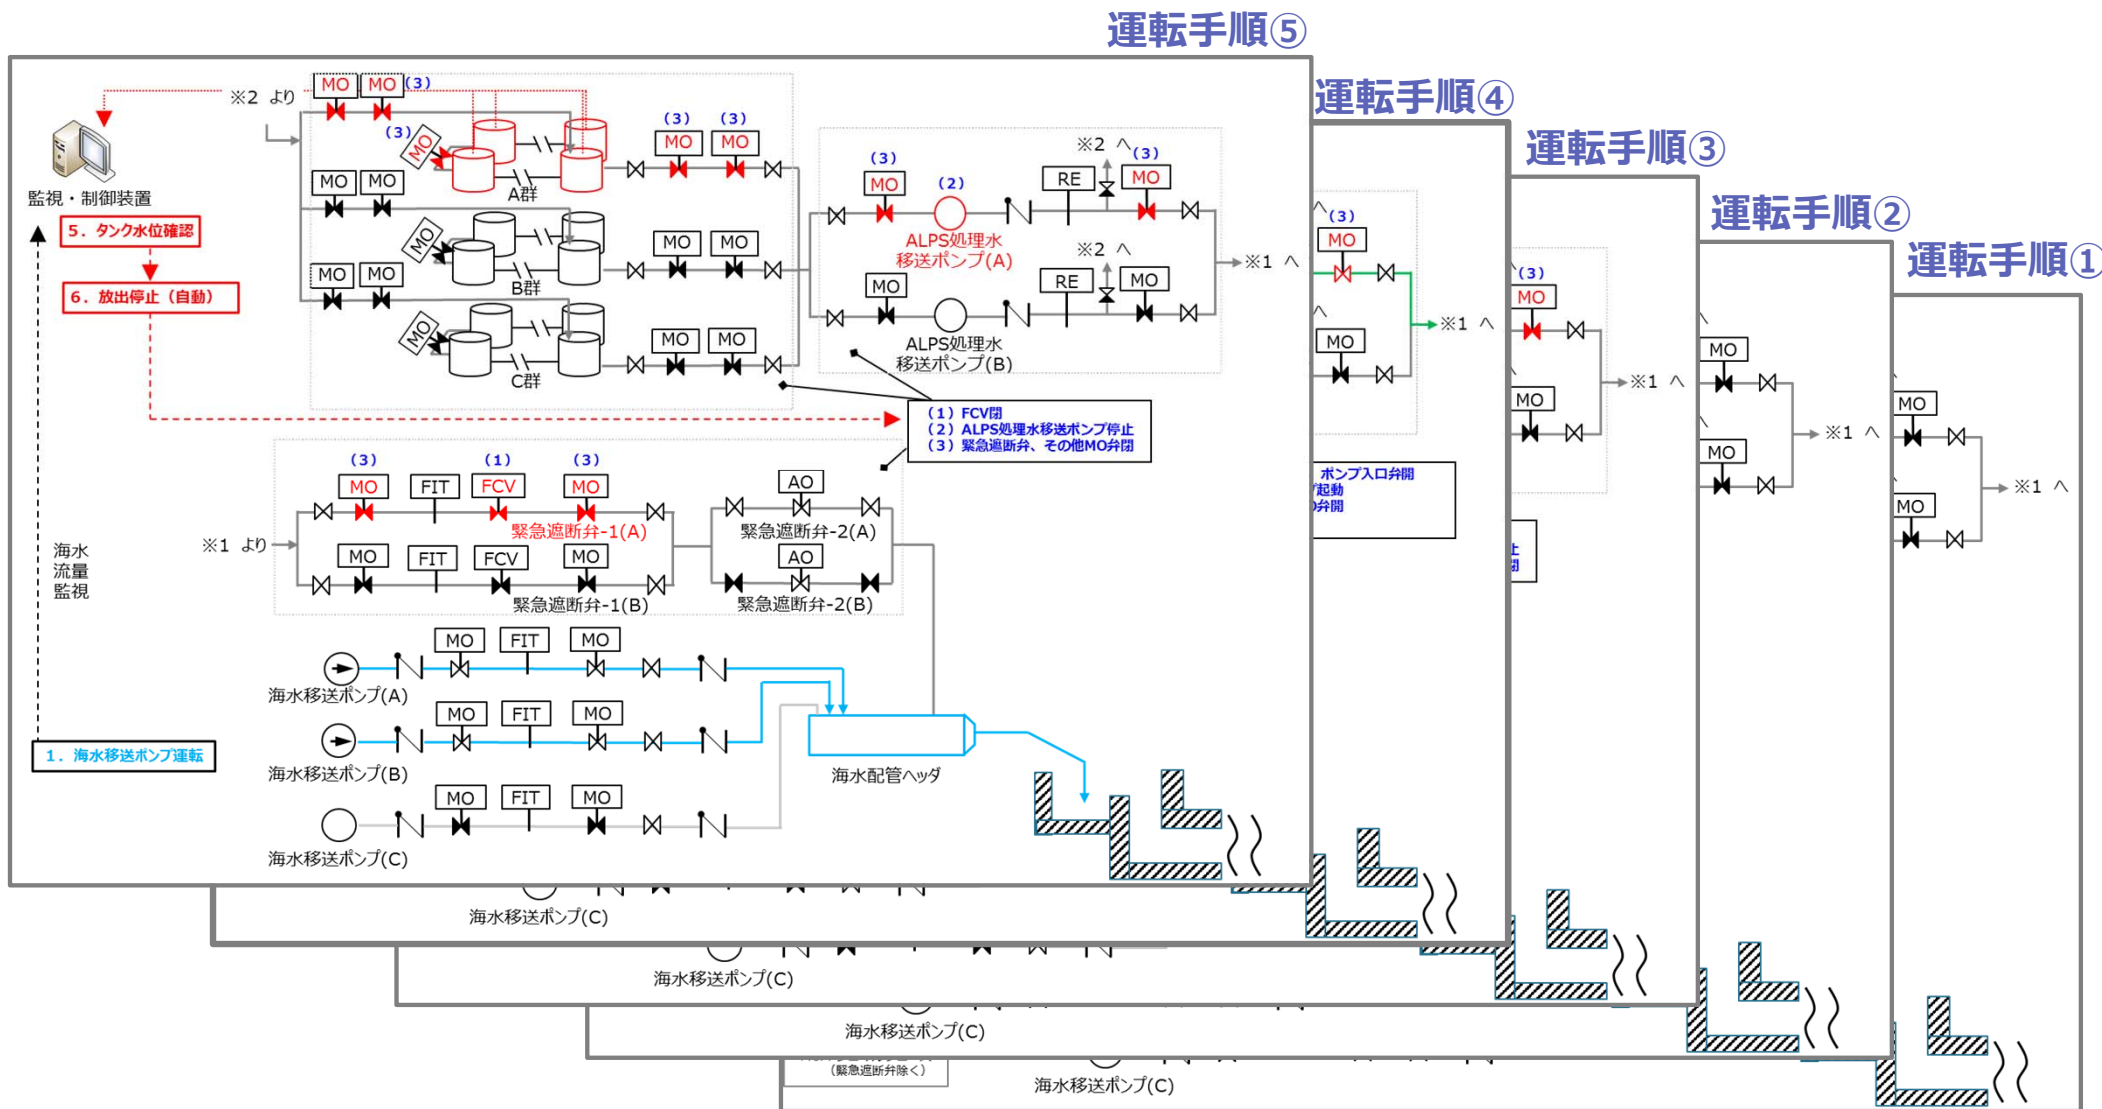 運転手順⑤
※2 より
MO
MO
(3)
(3)
MO
A群
(3)
(3)
MO
MO
監視・制御装置
MO
MO
MO
B群
MO
MO
MO
MO
MO
C群
MO
MO
5. タンク水位確認
6. 放出停止（自動）
(3)
MO
(2)
ALPS処理水
移送ポンプ(A)
RE
※2 へ
(3)
MO
MO
ALPS処理水
移送ポンプ(B)
RE
※2 へ
MO
※1 へ
(1) FCV閉
(2) ALPS処理水移送ポンプ停止
(3) 緊急遮断弁、その他MO弁閉
※1 より
(3)
MO
FIT
(1)
FCV
(3)
MO
緊急遮断弁-1(A)
MO
FIT
FCV
MO
緊急遮断弁-1(B)
AO
緊急遮断弁-2(A)
AO
緊急遮断弁-2(B)
海水
流量
監視
1. 海水移送ポンプ運転
MO
FIT
MO
海水移送ポンプ(A)
MO
FIT
MO
海水移送ポンプ(B)
MO
FIT
MO
海水移送ポンプ(C)
海水配管ヘッダ
運転手順④
(3)
MO
※1 へ
MO
ポンプ入口弁開
起動
弁開
海水移送ポンプ(C)
運転手順③
(3)
MO
※1 へ
MO
海水移送ポンプ(C)
運転手順②
MO
※1 へ
MO
海水移送ポンプ(C)
運転手順①
MO
※1 へ
MO
（緊急遮断弁除く）
海水移送ポンプ(C)